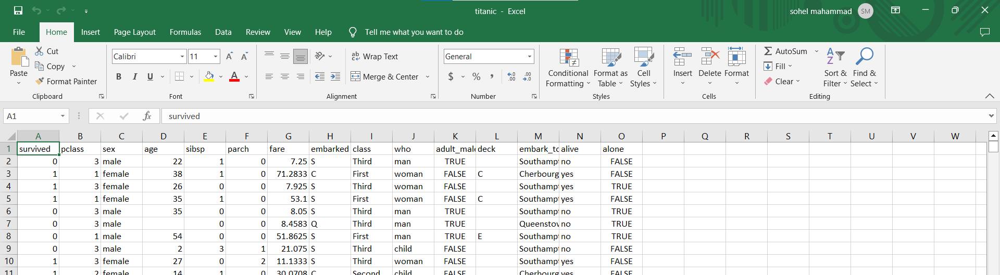 titanic - Excel
sohel mahammad SM
File Home Insert Page Layout Formulas Data Review View Help Tell me what you want to do
Cut
Copy
Format Painter
Paste
Clipboard
Calibri 11 A A
B I U A
Font
ab Wrap Text
Merge & Center
Alignment
General
$ % , .0 .00 .00 .0
Number
Conditional Formatting
Format as Table
Cell Styles
Styles
Insert Delete Format
Cells
AutoSum
Fill
Clear
Sort & Filter
Find & Select
Editing
A1 fx survived
A B C D E F G H I J K L M N O P Q R S T U V W
1 survived pclass sex age sibsp parch fare embarked class who adult_male deck embark_to alive alone
2 0 3 male 22 1 0 7.25 S Third man TRUE Southampt no FALSE
3 1 1 female 38 1 0 71.2833 C First woman FALSE C Cherbourg yes FALSE
4 1 3 female 26 0 0 7.925 S Third woman FALSE Southampt yes TRUE
5 1 1 female 35 1 0 53.1 S First woman FALSE C Southampt yes FALSE
6 0 3 male 35 0 0 8.05 S Third man TRUE Southampt no TRUE
7 0 3 male 0 0 8.4583 Q Third man TRUE Queenstov no TRUE
8 0 1 male 54 0 0 51.8625 S First man TRUE E Southampt no TRUE
9 0 3 male 2 3 1 21.075 S Third child FALSE Southampt no FALSE
10 1 3 female 27 0 2 11.1333 S Third woman FALSE Southampt yes FALSE
11 1 2 female 14 1 0 30.0708 C Second child FALSE Cherbourg yes FALSE